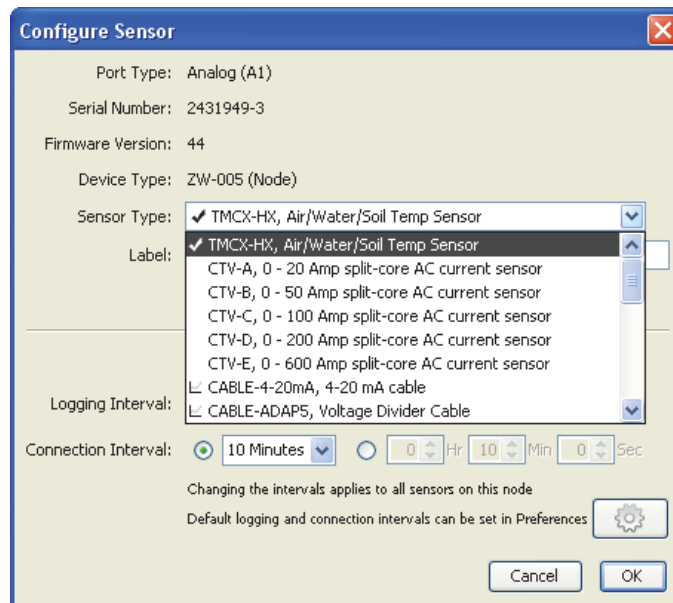 Configure Sensor
Port Type: Analog (A1)
Serial Number: 2431949-3
Firmware Version: 44
Device Type: ZW-005 (Node)
Sensor Type: TMCX-HX, Air/Water/Soil Temp Sensor
TMCX-HX, Air/Water/Soil Temp Sensor
Label:
CTV-A, 0 - 20 Amp split-core AC current sensor
CTV-B, 0 - 50 Amp split-core AC current sensor
CTV-C, 0 - 100 Amp split-core AC current sensor
CTV-D, 0 - 200 Amp split-core AC current sensor
CTV-E, 0 - 600 Amp split-core AC current sensor
CABLE-4-20mA, 4-20 mA cable
Logging Interval:
CABLE-ADAP5, Voltage Divider Cable
Connection Interval: 10 Minutes 0 Hr 10 Min 0 Sec
Changing the intervals applies to all sensors on this node
Default logging and connection intervals can be set in Preferences
Cancel OK